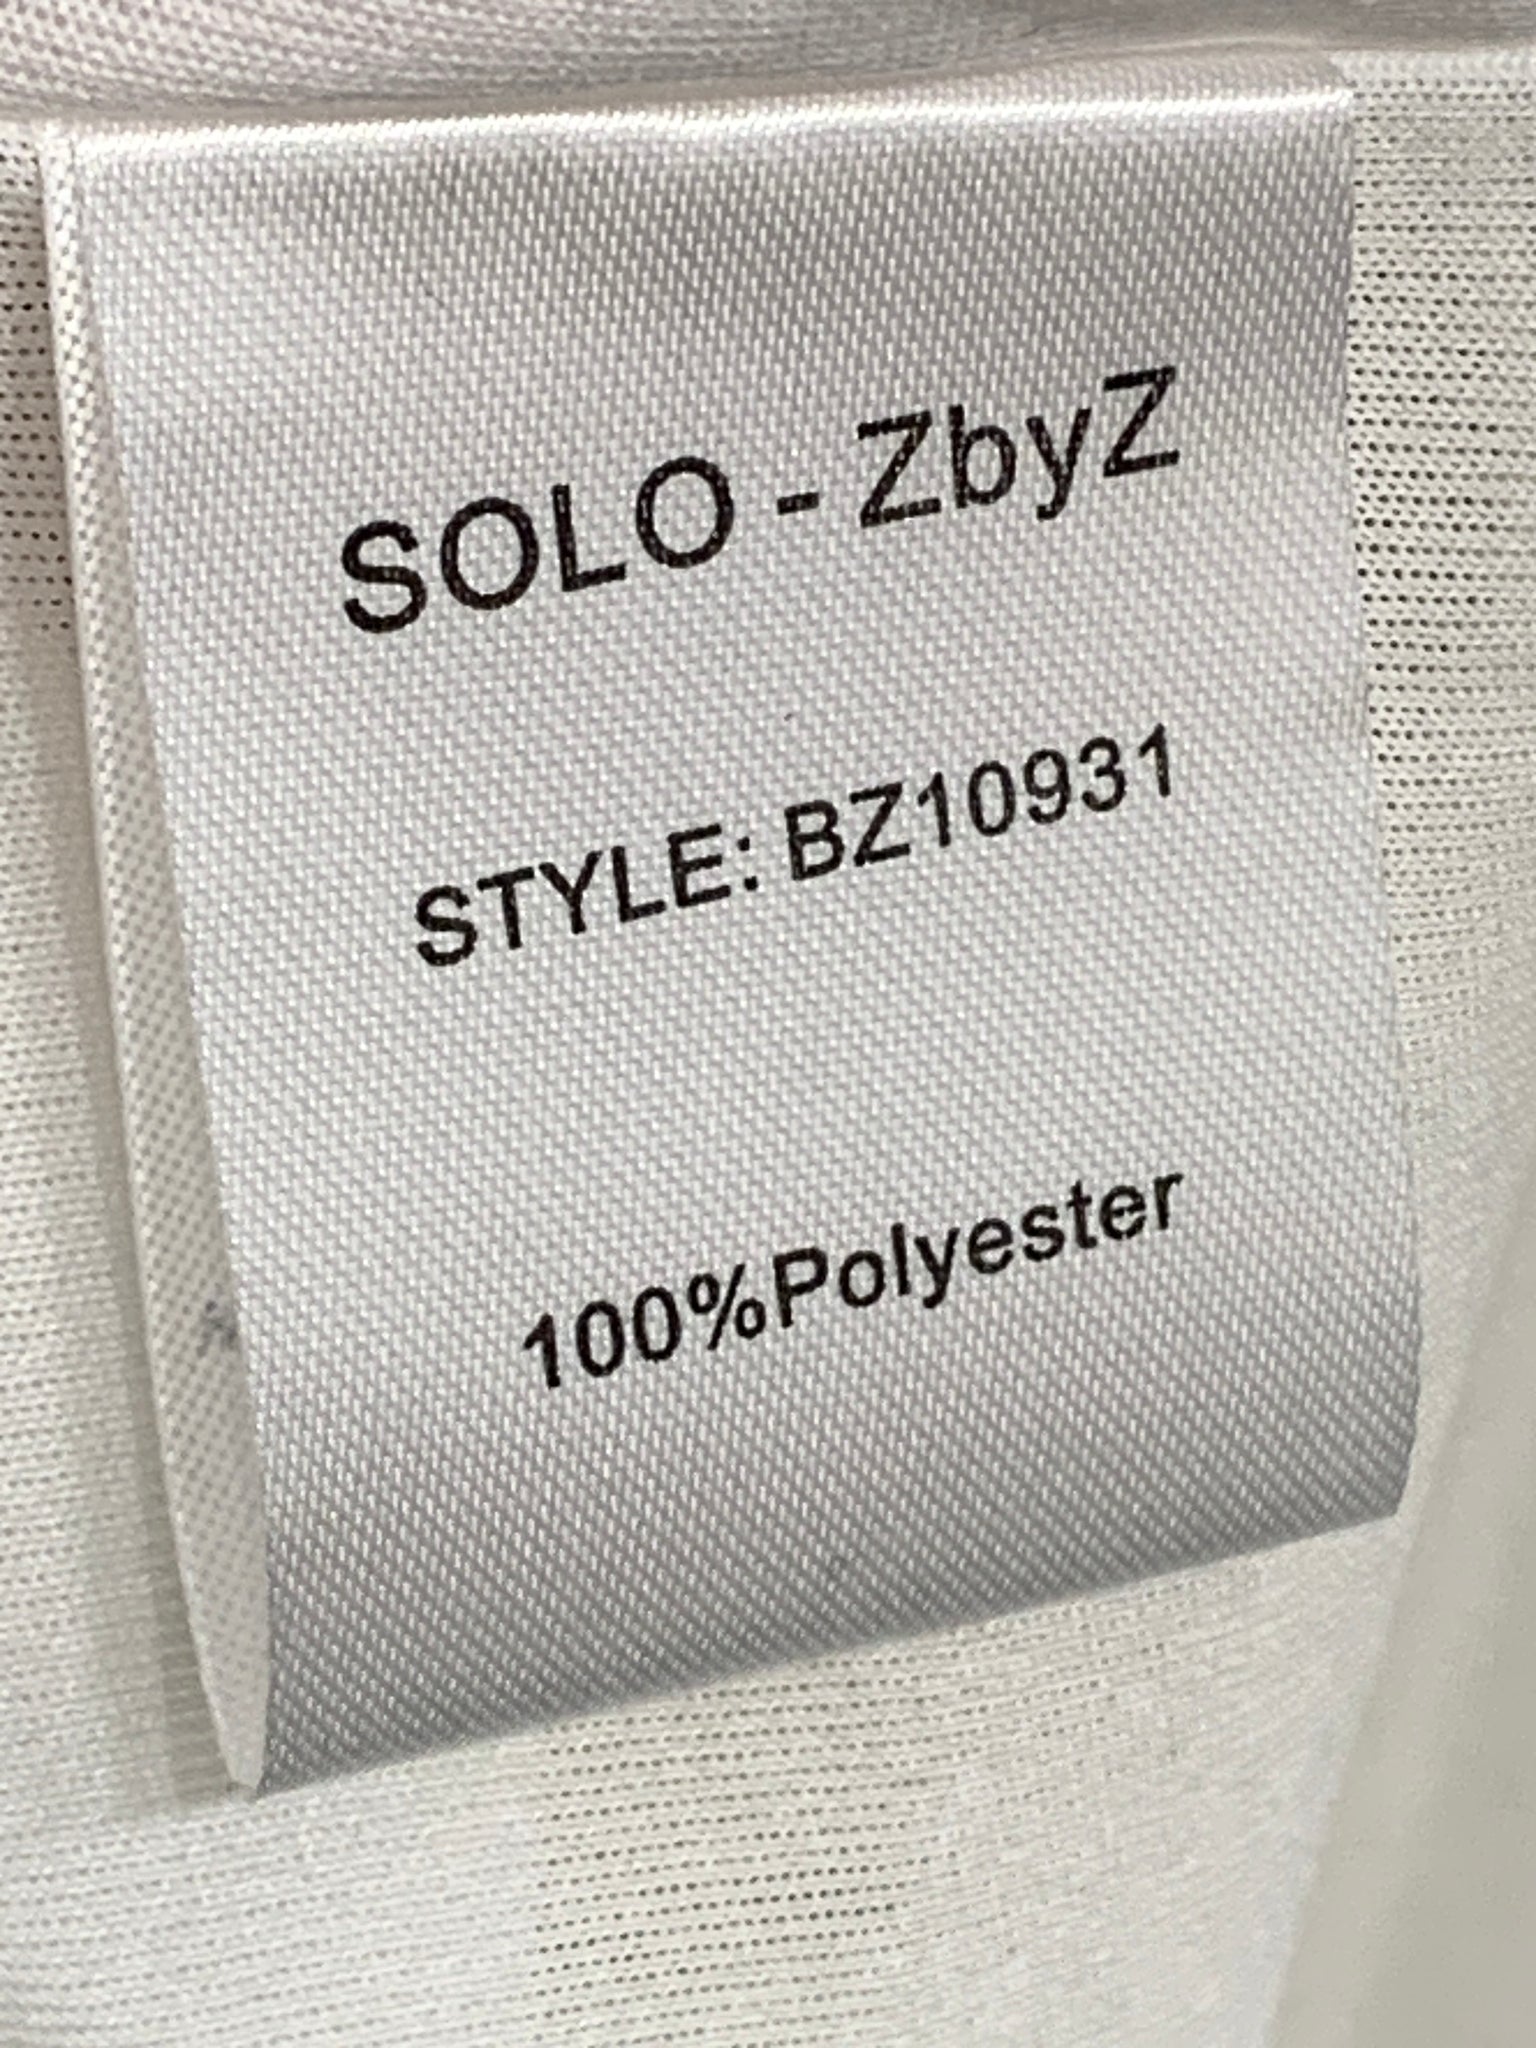 SOLO - ZbyZ
STYLE: BZ10931
100%Polyester